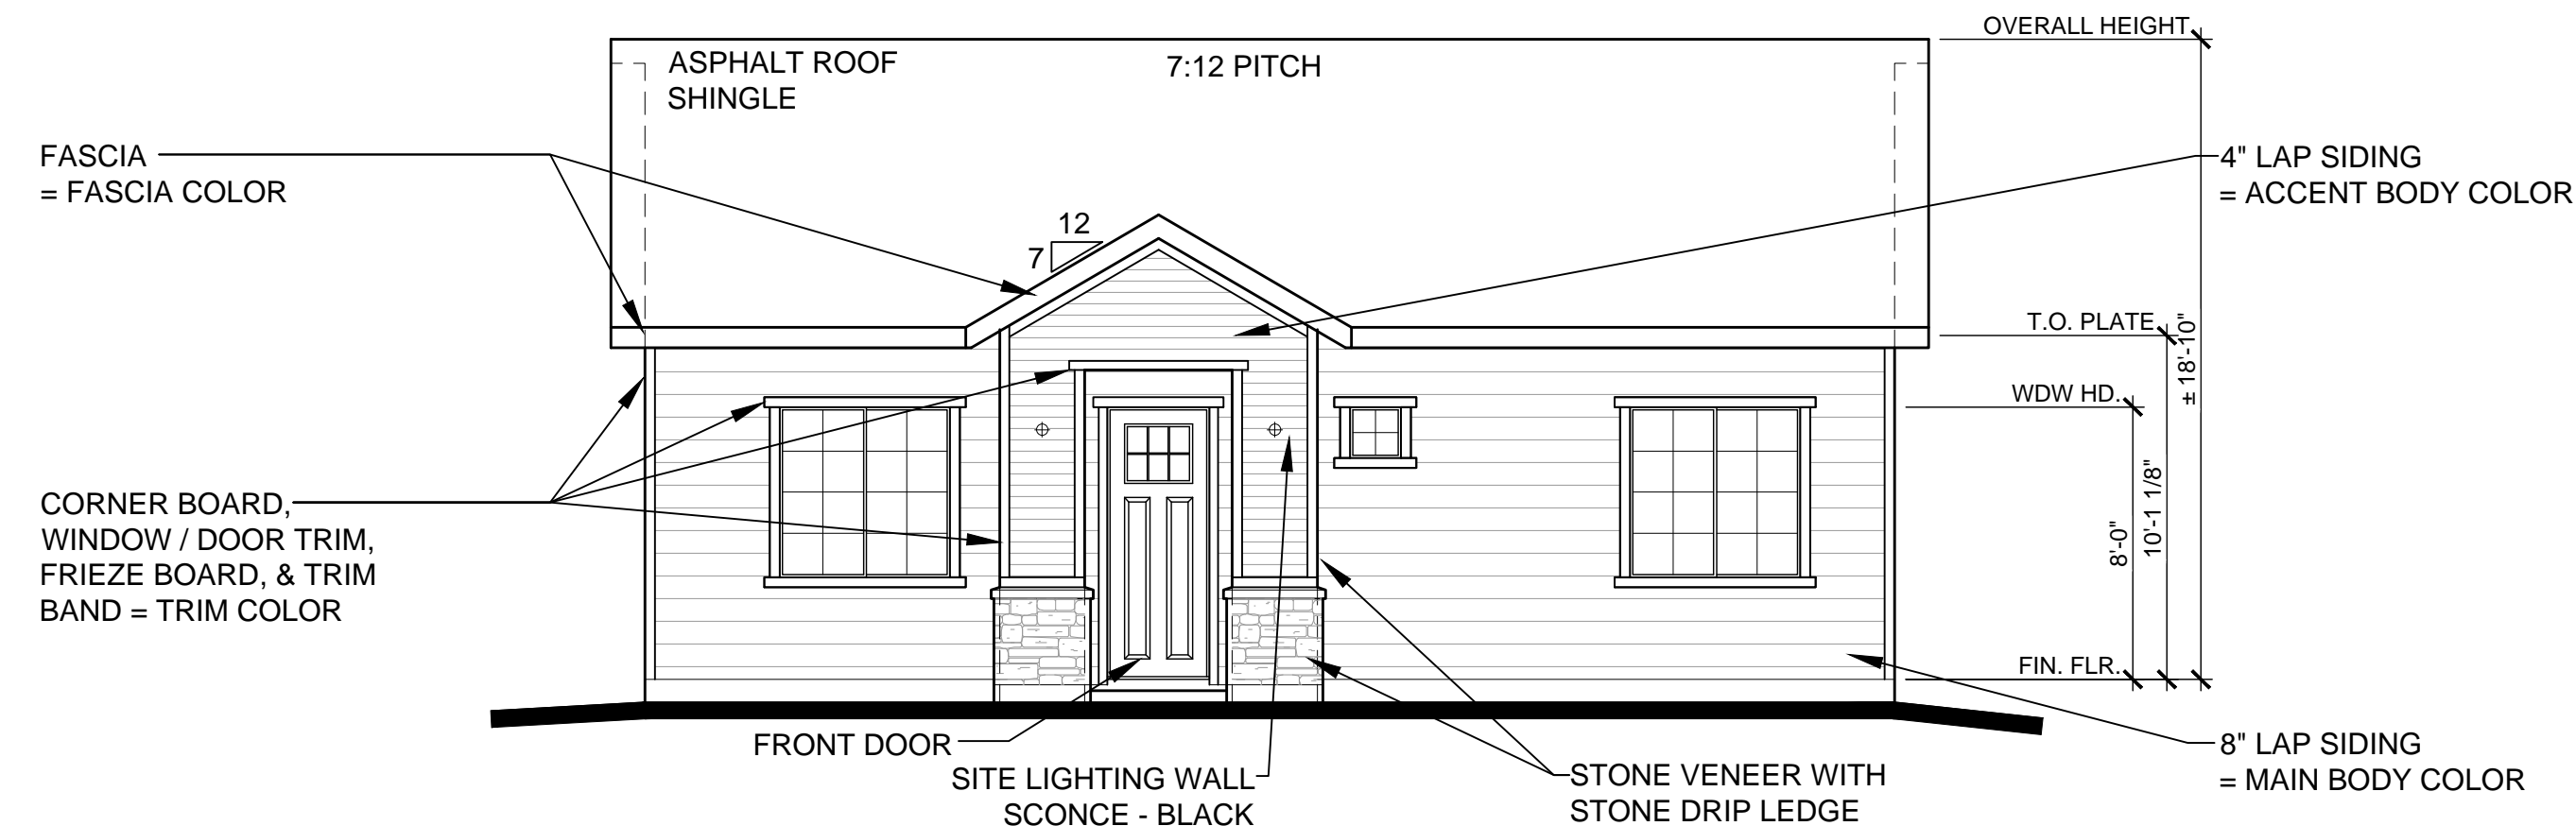 OVERALL HEIGHT
ASPHALT ROOF
SHINGLE
7:12 PITCH
FASCIA
= FASCIA COLOR
4" LAP SIDING
= ACCENT BODY COLOR
12
7
T.O. PLATE
± 18'-10"
WDW HD.
10'-1 1/8"
8'-0"
CORNER BOARD,
WINDOW / DOOR TRIM,
FRIEZE BOARD, & TRIM
BAND = TRIM COLOR
FIN. FLR.
FRONT DOOR
SITE LIGHTING WALL
SCONCE - BLACK
STONE VENEER WITH
STONE DRIP LEDGE
8" LAP SIDING
= MAIN BODY COLOR